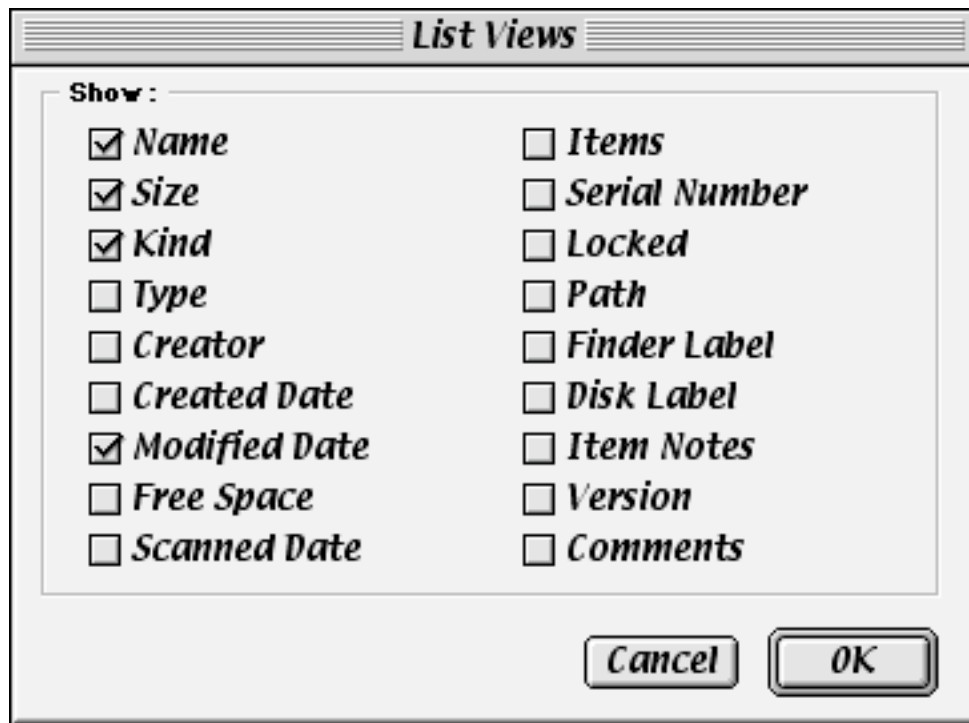 List Views
Show:
Name
Size
Kind
Type
Creator
Created Date
Modified Date
Free Space
Scanned Date
Items
Serial Number
Locked
Path
Finder Label
Disk Label
Item Notes
Version
Comments
Cancel
OK